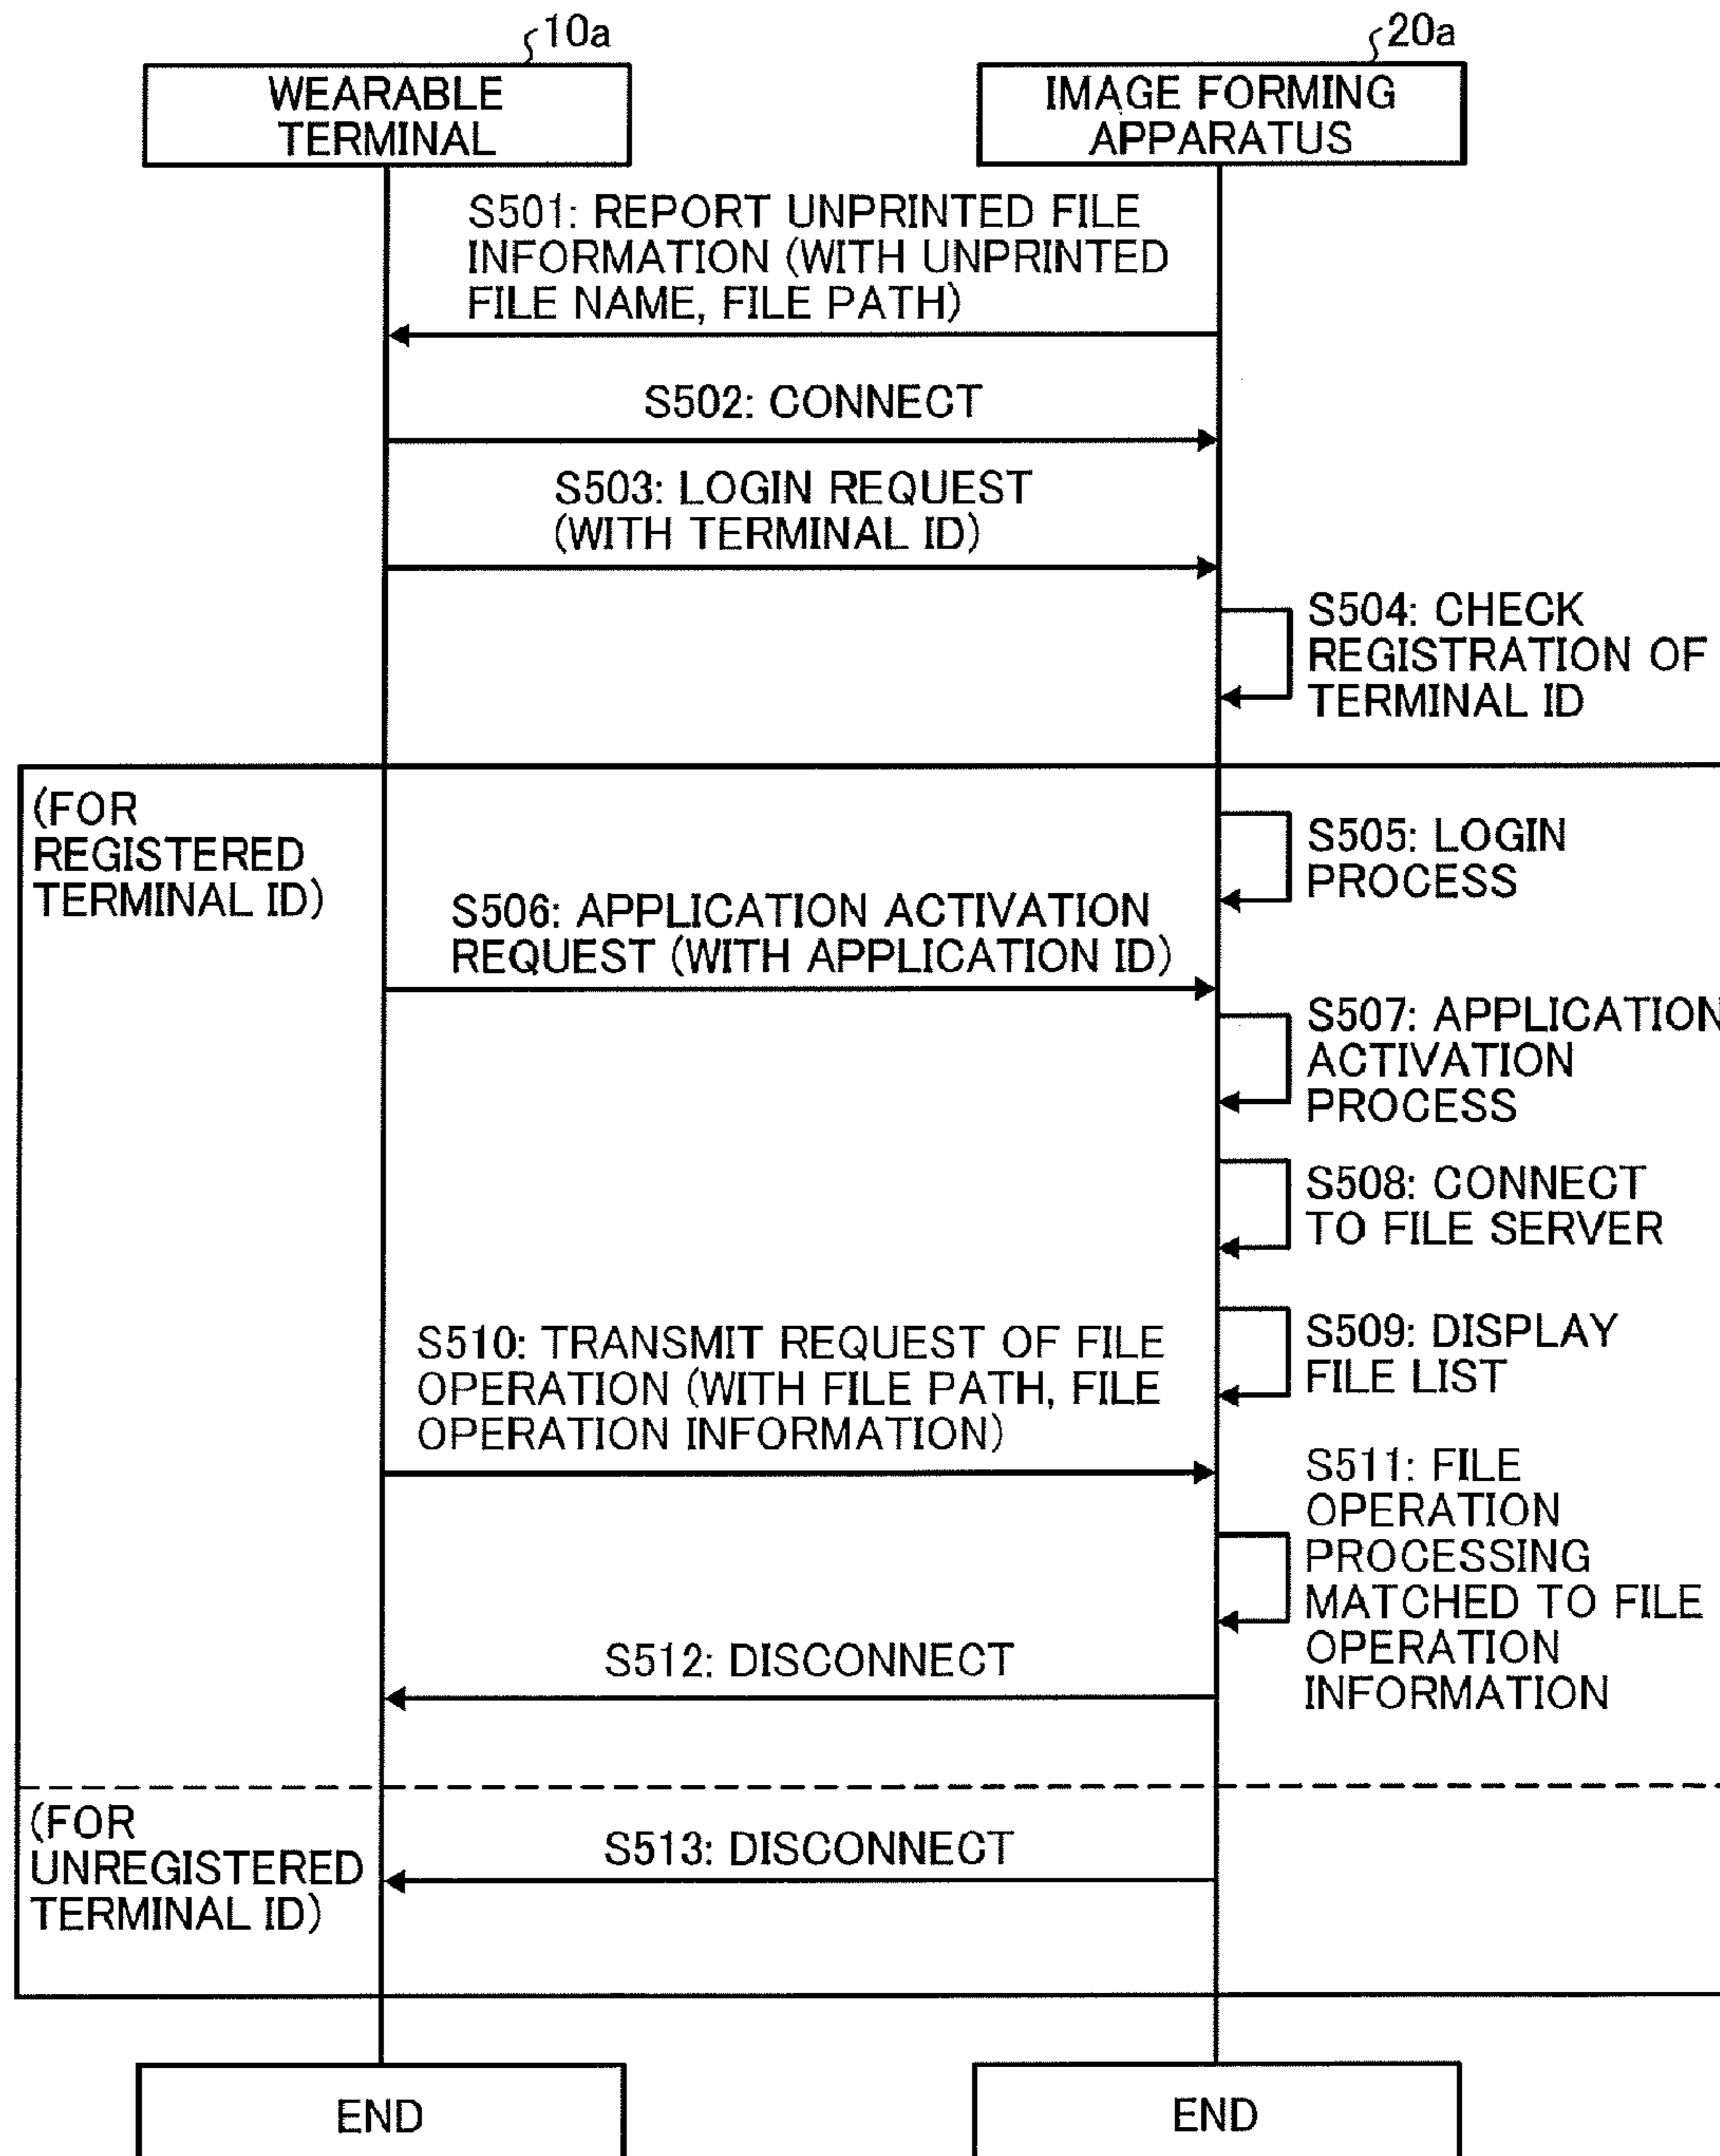 10a
20a
WEARABLE
TERMINAL
IMAGE FORMING
APPARATUS
S501: REPORT UNPRINTED FILE
INFORMATION (WITH UNPRINTED
FILE NAME, FILE PATH)
S502: CONNECT
S503: LOGIN REQUEST
(WITH TERMINAL ID)
S504: CHECK
REGISTRATION OF
TERMINAL ID
(FOR
REGISTERED
TERMINAL ID)
S505: LOGIN
PROCESS
S506: APPLICATION ACTIVATION
REQUEST (WITH APPLICATION ID)
S507: APPLICATION
ACTIVATION
PROCESS
S508: CONNECT
TO FILE SERVER
S509: DISPLAY
FILE LIST
S510: TRANSMIT REQUEST OF FILE
OPERATION (WITH FILE PATH, FILE
OPERATION INFORMATION)
S511: FILE
OPERATION
PROCESSING
MATCHED TO FILE
OPERATION
INFORMATION
S512: DISCONNECT
(FOR
UNREGISTERED
TERMINAL ID)
S513: DISCONNECT
END
END